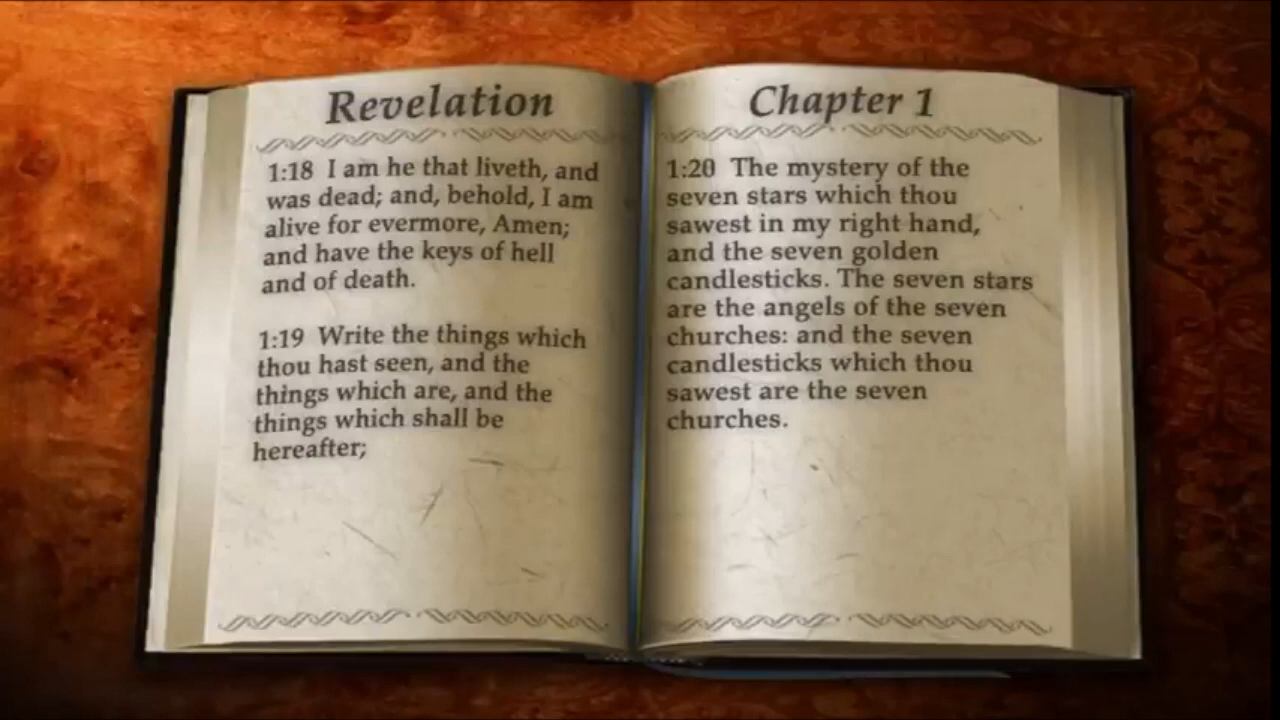 Revelation
1:18 I am he that liveth, and
was dead; and, behold, I am
alive for evermore, Amen;
and have the keys of hell
and of death.
1:19 Write the things which
thou hast seen, and the
things which are, and the
things which shall be
hereafter;
Chapter 1
1:20 The mystery of the
seven stars which thou
sawest in my right hand,
and the seven golden
candlesticks. The seven stars
are the angels of the seven
churches: and the seven
candlesticks which thou
sawest are the seven
churches.